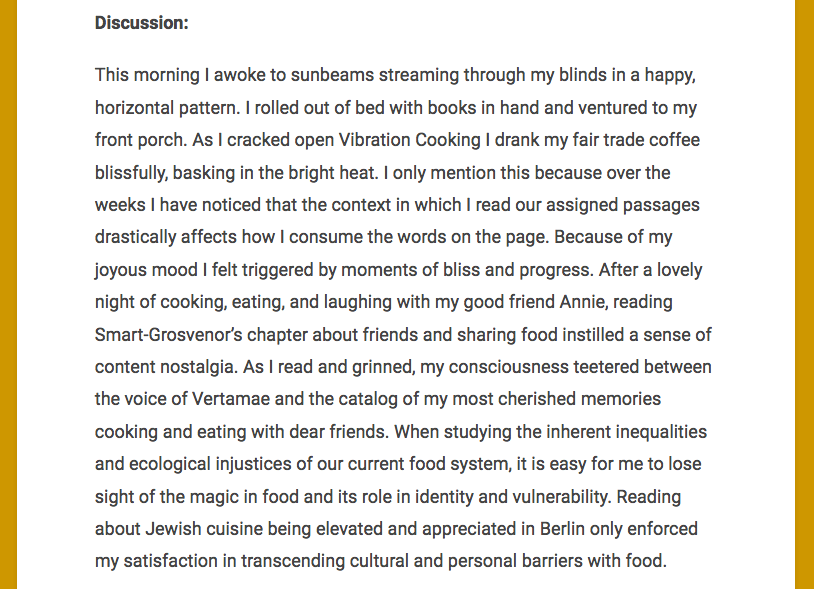 Discussion:
This morning I awoke to sunbeams streaming through my blinds in a happy,
horizontal pattern. I rolled out of bed with books in hand and ventured to my
front porch. As I cracked open Vibration Cooking I drank my fair trade coffee
blissfully, basking in the bright heat. I only mention this because over the
weeks I have noticed that the context in which I read our assigned passages
drastically affects how I consume the words on the page. Because of my
joyous mood I felt triggered by moments of bliss and progress. After a lovely
night of cooking, eating, and laughing with my good friend Annie, reading
Smart-Grosvenor’s chapter about friends and sharing food instilled a sense of
content nostalgia. As I read and grinned, my consciousness teetered between
the voice of Vertamae and the catalog of my most cherished memories
cooking and eating with dear friends. When studying the inherent inequalities
and ecological injustices of our current food system, it is easy for me to lose
sight of the magic in food and its role in identity and vulnerability. Reading
about Jewish cuisine being elevated and appreciated in Berlin only enforced
my satisfaction in transcending cultural and personal barriers with food.